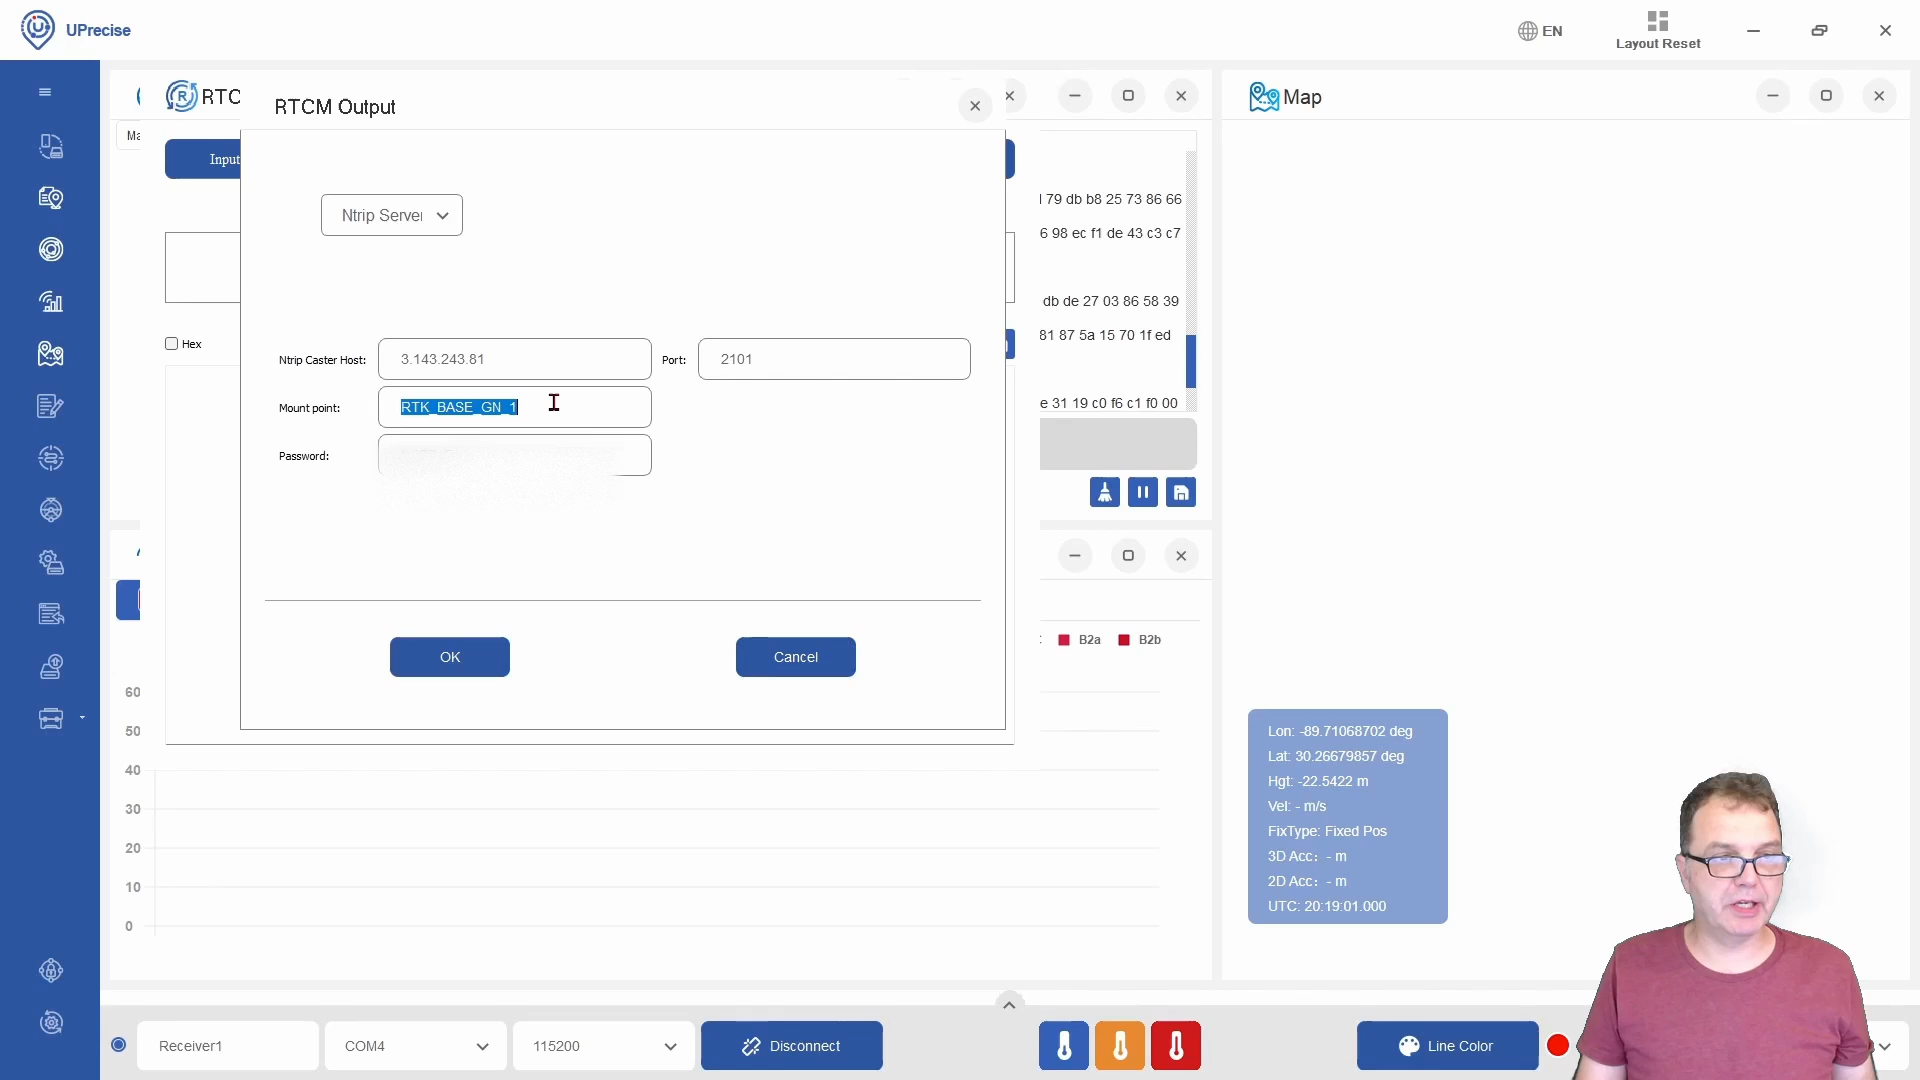 UPrecise
EN
Layout Reset
RTC
RTCM Output
Map
Ma
Input
Ntrip Server
79 db b8 25 73 86 66
6 98 ec f1 de 43 c3 c7
db de 27 03 86 58 39
81 87 5a 15 70 1f ed
e 31 19 c0 f6 c1 f0 00
Hex
Ntrip Caster Host: 3.143.243.81 Port: 2101
Mount point: RTK_BASE_GN_1
Password:
OK
Cancel
B2a B2b
60
50
40
30
20
10
0
Lon: -89.71068702 deg
Lat: 30.26679857 deg
Hgt: -22.5422 m
Vel: - m/s
FixType: Fixed Pos
3D Acc: - m
2D Acc: - m
UTC: 20:19:01.000
Receiver1
COM4
115200
Disconnect
Line Color